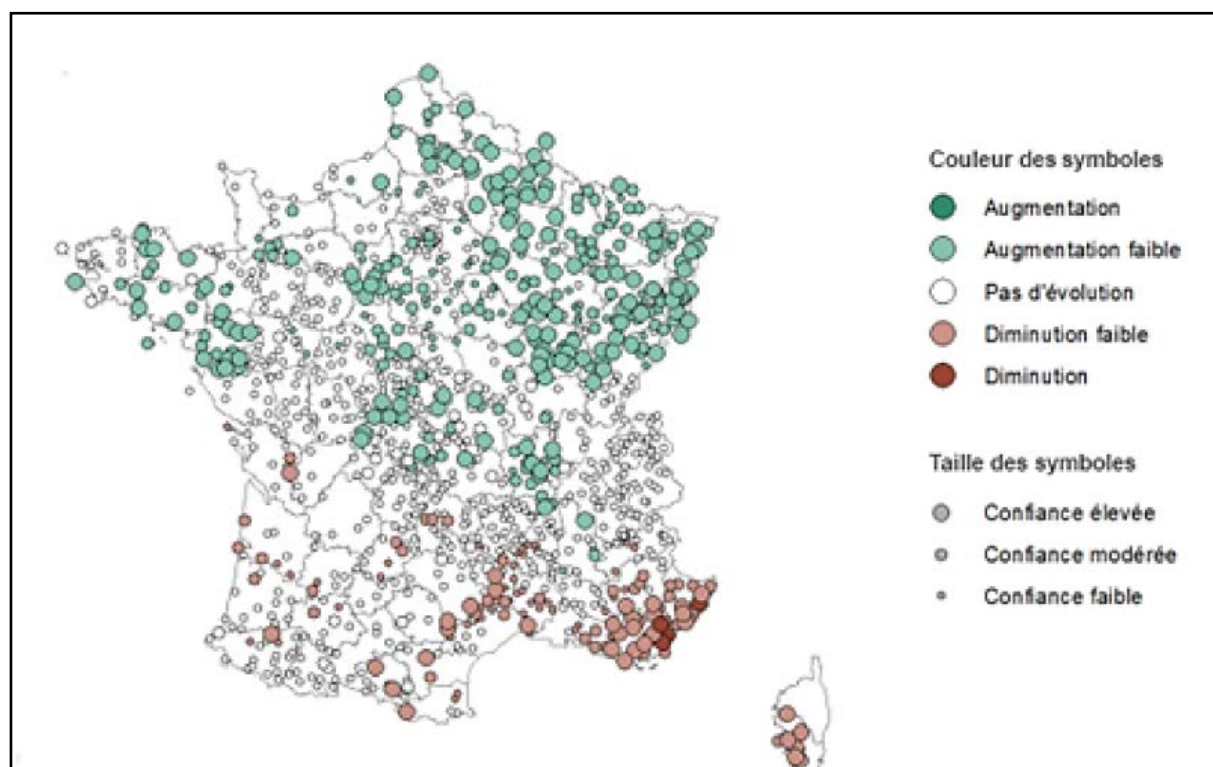 Couleur des symboles
Augmentation
Augmentation faible
Pas d'évolution
Diminution faible
Diminution
Taille des symboles
Confiance élevée
Confiance modérée
Confiance faible